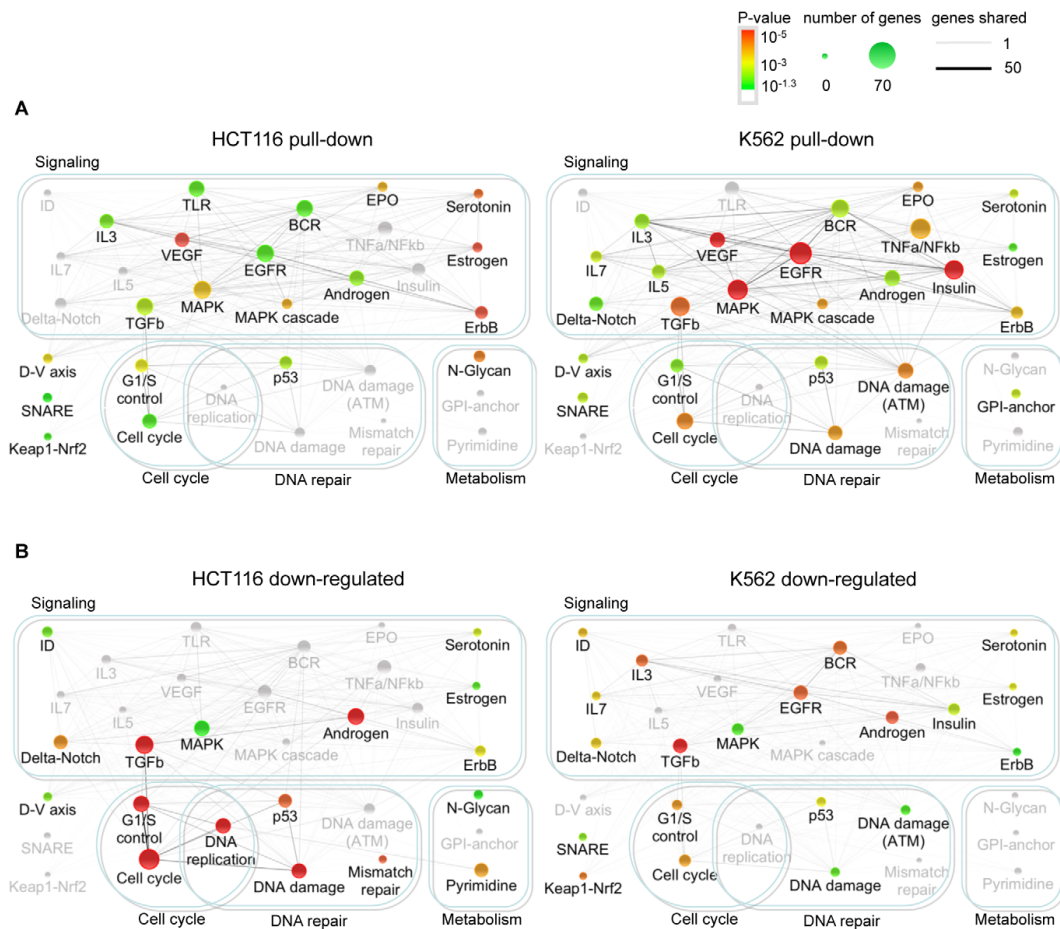 P-value number of genes genes shared
10-5
10-3
10-1.3
0 70
1
50
A
HCT116 pull-down
Signaling
ID
TLR
EPO
Serotonin
IL3
BCR
VEGF
TNFa/NFkb
IL7
EGFR
Estrogen
IL5
Insulin
Delta-Notch
MAPK
Androgen
TGFb
MAPK cascade
ErbB
D-V axis
G1/S
control
p53
N-Glycan
SNARE
DNA
replication
DNA damage
(ATM)
GPI-anchor
Keap1-Nrf2
Cell cycle
DNA damage
Mismatch
repair
Pyrimidine
Cell cycle DNA repair Metabolism
K562 pull-down
Signaling
ID
TLR
EPO
Serotonin
IL3
BCR
VEGF
TNFa/NFkb
IL7
EGFR
Estrogen
IL5
Insulin
Delta-Notch
MAPK
Androgen
TGFb
MAPK cascade
ErbB
D-V axis
G1/S
control
p53
N-Glycan
SNARE
DNA
replication
DNA damage
(ATM)
GPI-anchor
Keap1-Nrf2
Cell cycle
DNA damage
Mismatch
repair
Pyrimidine
Cell cycle DNA repair Metabolism
B
HCT116 down-regulated
Signaling
ID
TLR
EPO
Serotonin
IL3
BCR
VEGF
TNFa/NFkb
IL7
EGFR
Estrogen
IL5
Insulin
Delta-Notch
MAPK
Androgen
TGFb
MAPK cascade
ErbB
D-V axis
G1/S
control
p53
N-Glycan
SNARE
DNA
replication
DNA damage
(ATM)
Keap1-Nrf2
Cell cycle
DNA damage
Mismatch
repair
GPI-anchor
Pyrimidine
Cell cycle DNA repair Metabolism
K562 down-regulated
Signaling
ID
TLR
EPO
Serotonin
IL3
BCR
VEGF
TNFa/NFkb
IL7
EGFR
Estrogen
IL5
Insulin
Delta-Notch
MAPK
Androgen
TGFb
MAPK cascade
ErbB
D-V axis
G1/S
control
p53
N-Glycan
SNARE
DNA
replication
DNA damage
(ATM)
GPI-anchor
Keap1-Nrf2
Cell cycle
DNA damage
Mismatch
repair
Pyrimidine
Cell cycle DNA repair Metabolism